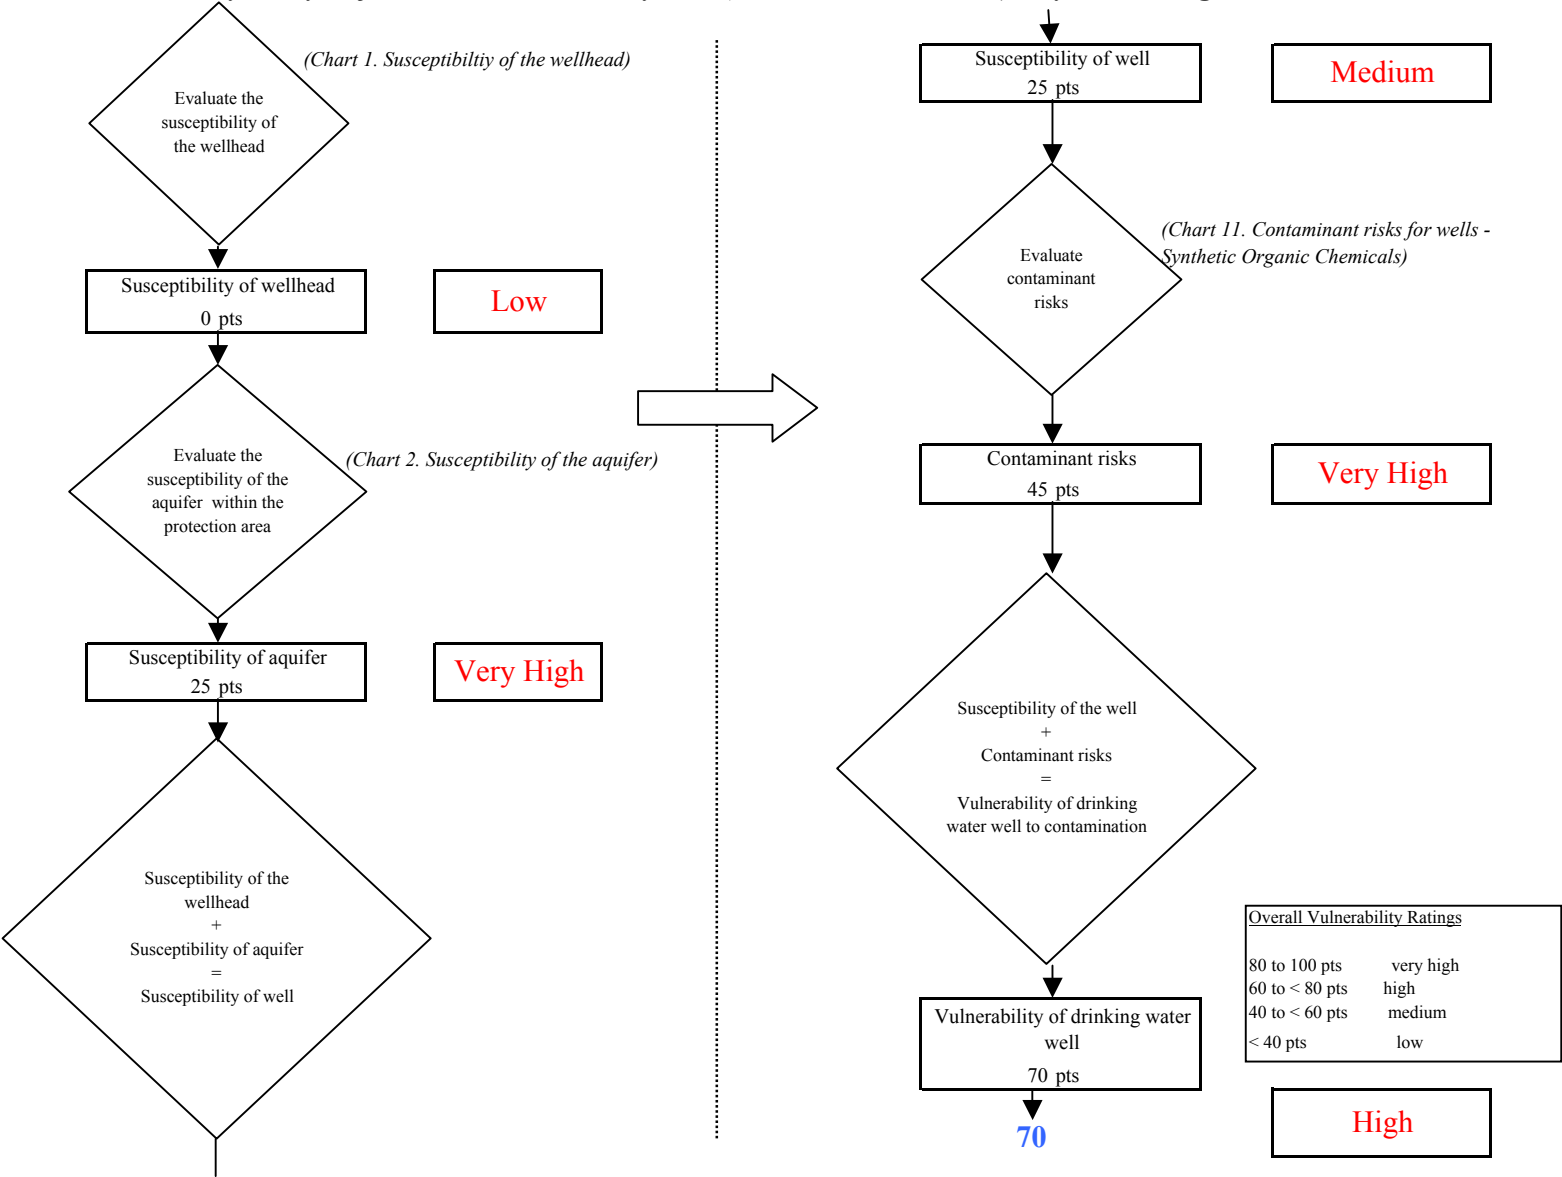 (Chart 1. Susceptibiltiy of the wellhead)
Evaluate the
susceptibility of
the wellhead
Susceptibility of wellhead
0 pts
Low
Evaluate the
susceptibility of the
aquifer within the
protection area
(Chart 2. Susceptibility of the aquifer)
Susceptibility of aquifer
25 pts
Very High
Susceptibility of the
wellhead
+
Susceptibility of aquifer
=
Susceptibility of well
Susceptibility of well
25 pts
Medium
(Chart 11. Contaminant risks for wells -
Synthetic Organic Chemicals)
Evaluate
contaminant
risks
Contaminant risks
45 pts
Very High
Susceptibility of the well
+
Contaminant risks
=
Vulnerability of drinking
water well to contamination
Overall Vulnerability Ratings
80 to 100 pts very high
60 to < 80 pts high
40 to < 60 pts medium
< 40 pts low
Vulnerability of drinking water
well
70 pts
70
High